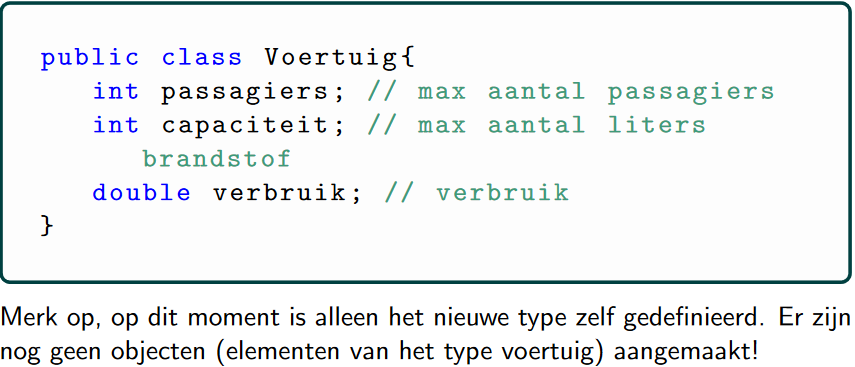 public class Voertuig{
int passagiers; // max aantal passagiers
int capaciteit; // max aantal liters
brandstof
double verbruik; // verbruik
}
Merk op, op dit moment is alleen het nieuwe type zelf gedefinieerd. Er zijn
nog geen objecten (elementen van het type voertuig) aangemaakt!